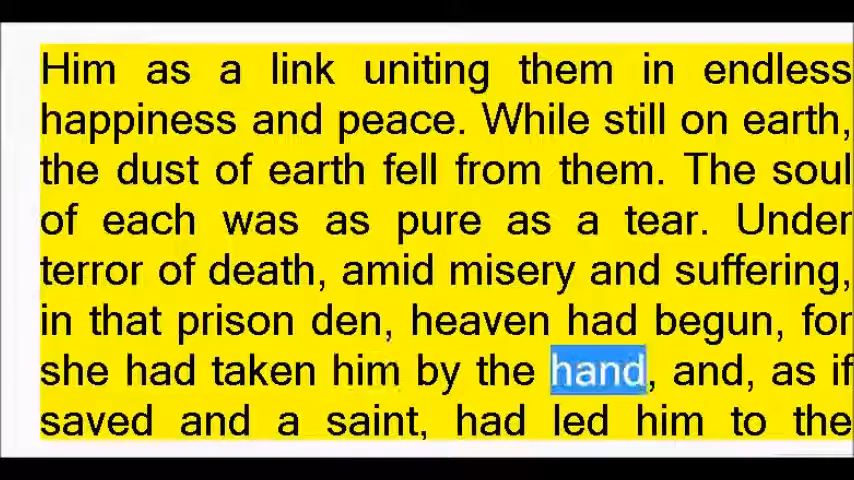 Him as a link uniting them in endless
happiness and peace. While still on earth,
the dust of earth fell from them. The soul
of each was as pure as a tear. Under
terror of death, amid misery and suffering,
in that prison den, heaven had begun, for
she had taken him by the hand, and, as if
saved and a saint, had led him to the